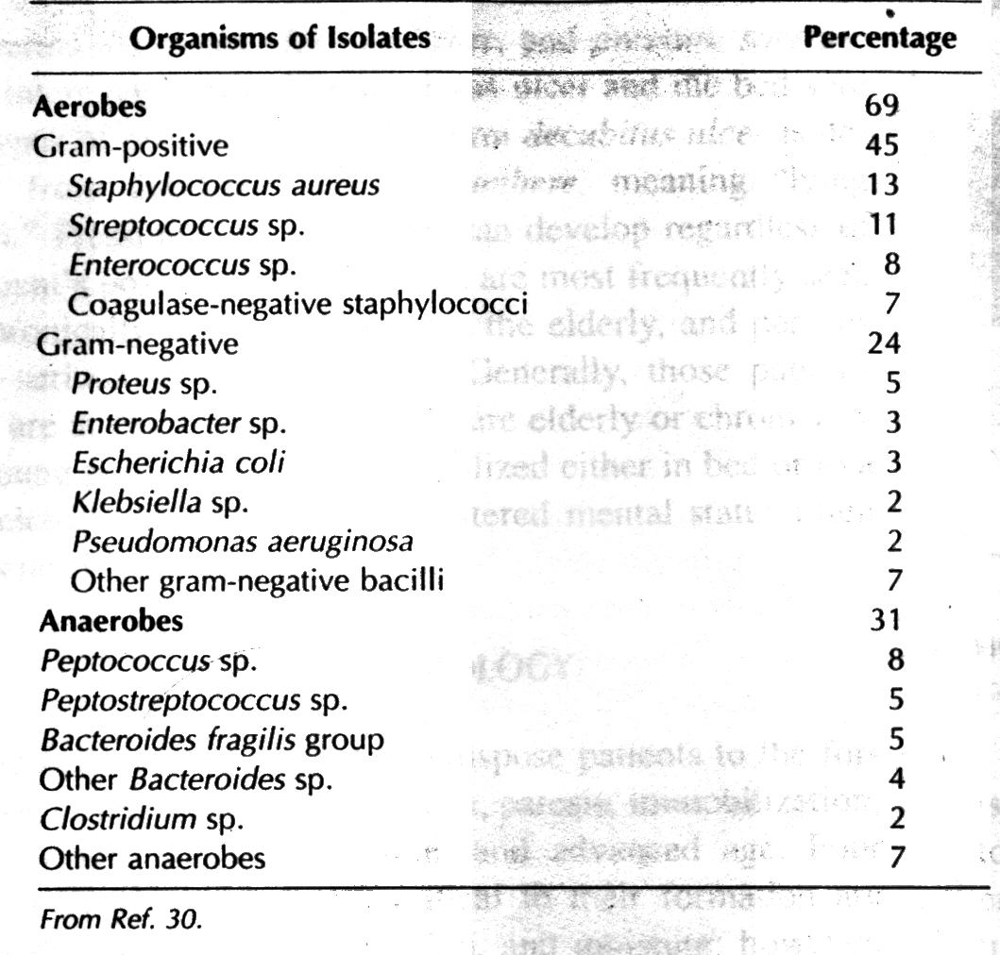 Organisms of Isolates Percentage
Aerobes 69
Gram-positive 45
Staphylococcus aureus 13
Streptococcus sp. 11
Enterococcus sp. 8
Coagulase-negative staphylococci 7
Gram-negative 24
Proteus sp. 5
Enterobacter sp. 3
Escherichia coli 3
Klebsiella sp. 2
Pseudomonas aeruginosa 2
Other gram-negative bacilli 7
Anaerobes 31
Peptococcus sp. 8
Peptostreptococcus sp. 5
Bacteroides fragilis group 5
Other Bacteroides sp. 4
Clostridium sp. 2
Other anaerobes 7
From Ref. 30.